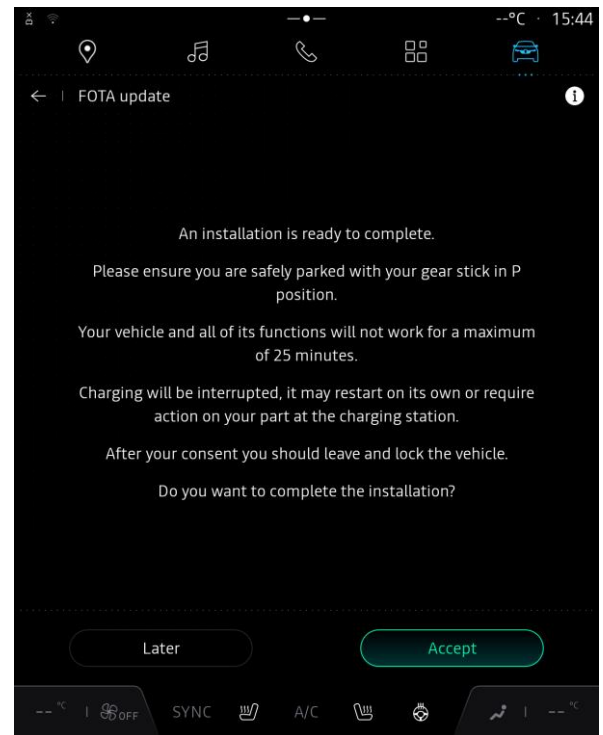 --°C · 15:44
FOTA update
An installation is ready to complete.
Please ensure you are safely parked with your gear stick in P
position.
Your vehicle and all of its functions will not work for a maximum
of 25 minutes.
Charging will be interrupted, it may restart on its own or require
action on your part at the charging station.
After your consent you should leave and lock the vehicle.
Do you want to complete the installation?
Later
Accept
-- °C OFF SYNC A/C -- °C